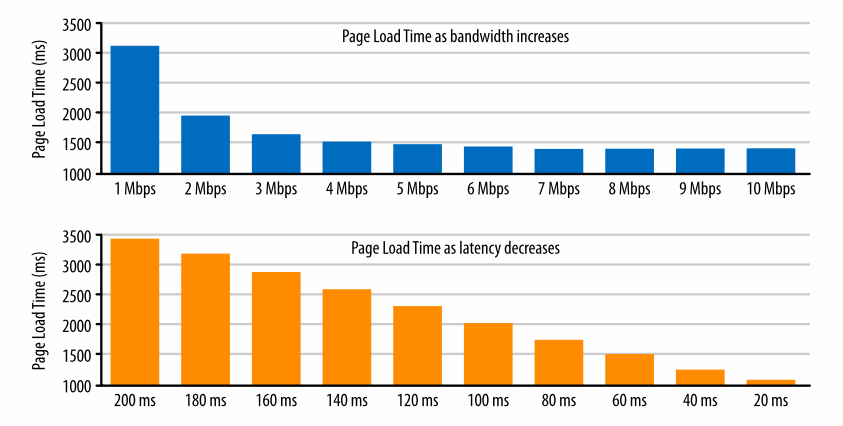 Page Load Time as bandwidth increases
Page Load Time (ms)
3500
3000
2500
2000
1500
1000
1 Mbps 2 Mbps 3 Mbps 4 Mbps 5 Mbps 6 Mbps 7 Mbps 8 Mbps 9 Mbps 10 Mbps
Page Load Time as latency decreases
Page Load Time (ms)
3500
3000
2500
2000
1500
1000
200 ms 180 ms 160 ms 140 ms 120 ms 100 ms 80 ms 60 ms 40 ms 20 ms